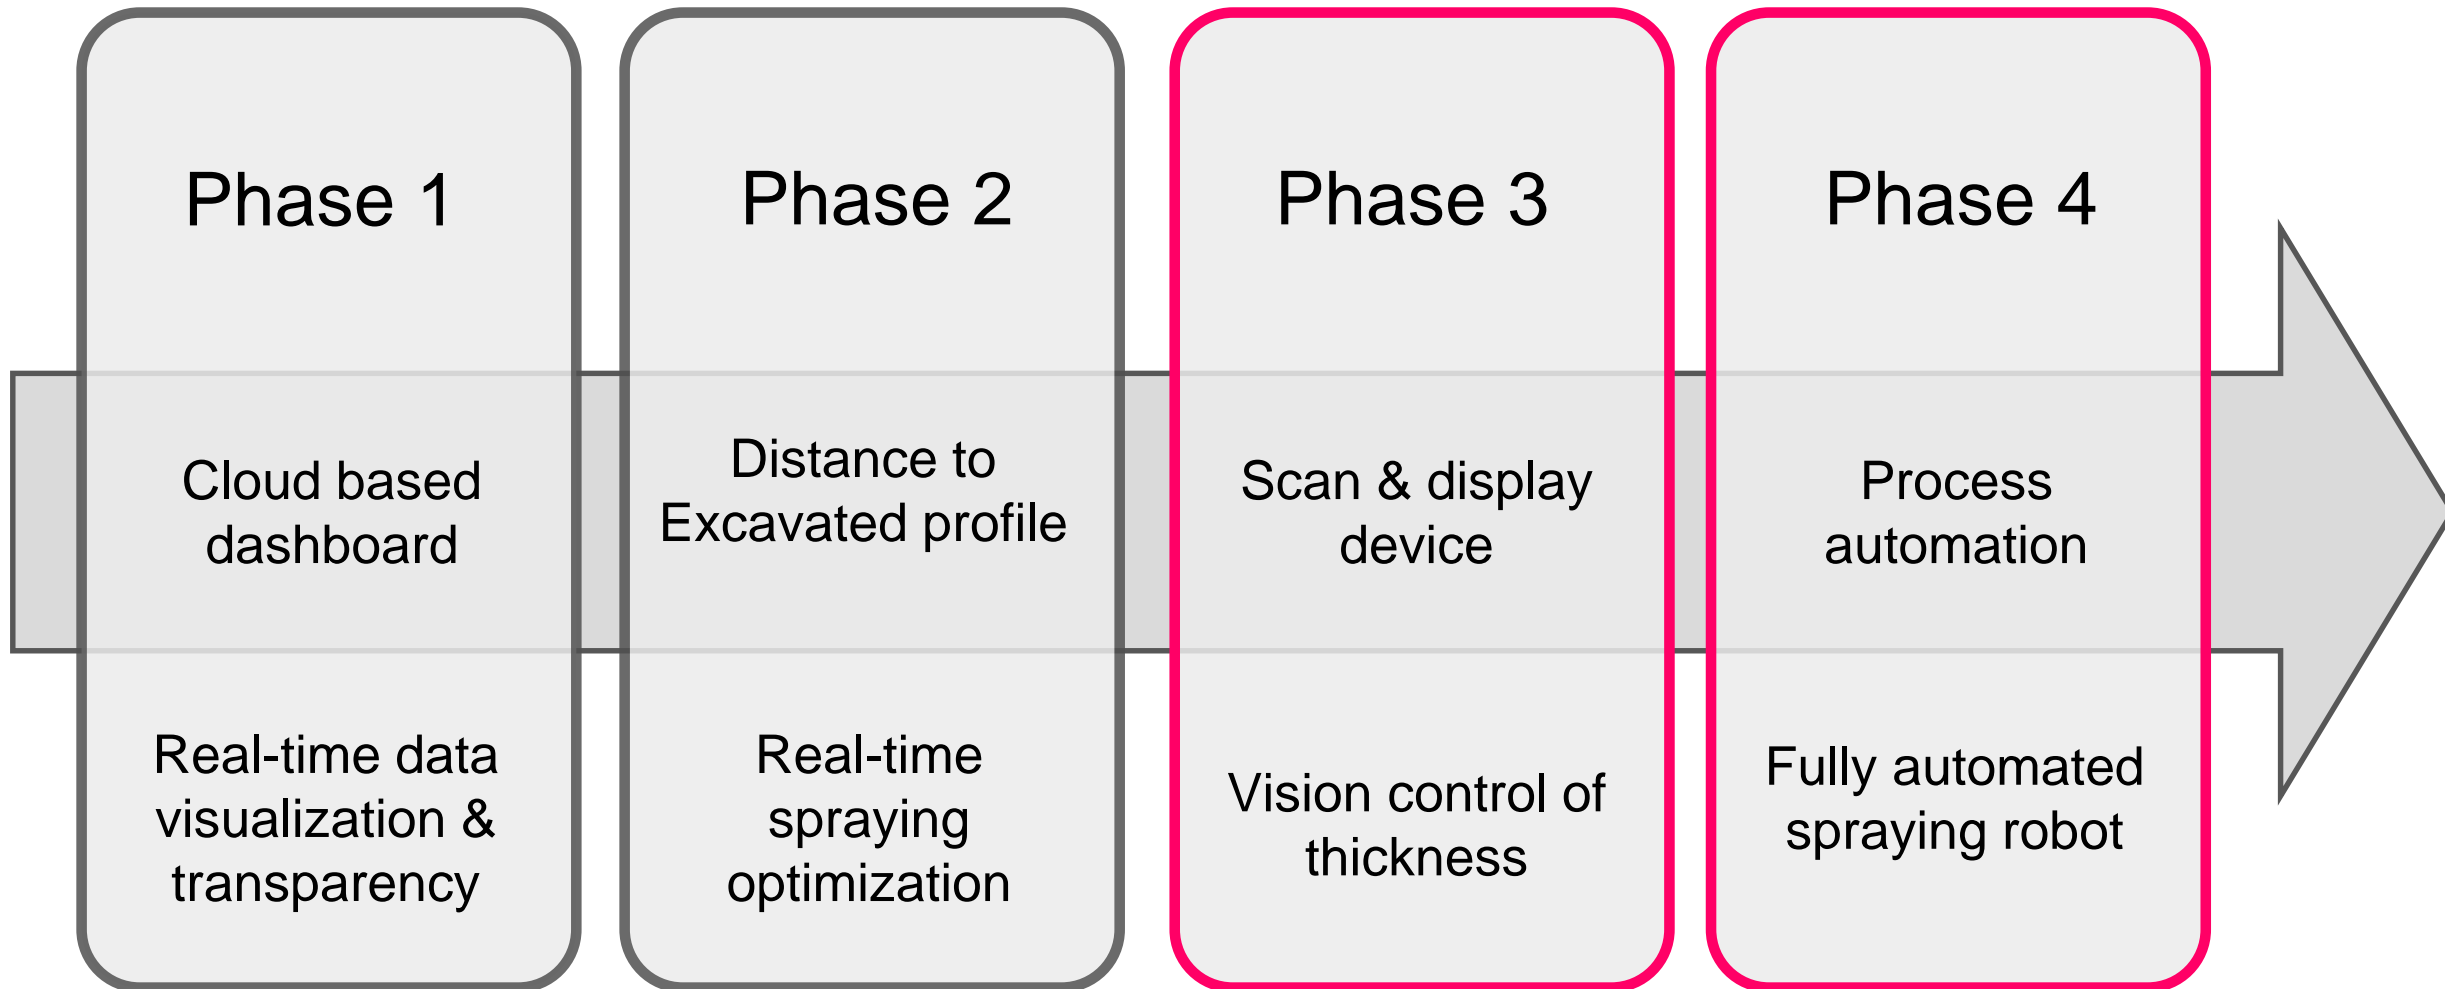 Phase 1
Cloud based
dashboard
Real-time data
visualization &
transparency
Phase 2
Distance to
Excavated profile
Real-time
spraying
optimization
Phase 3
Scan & display
device
Vision control of
thickness
Phase 4
Process
automation
Fully automated
spraying robot